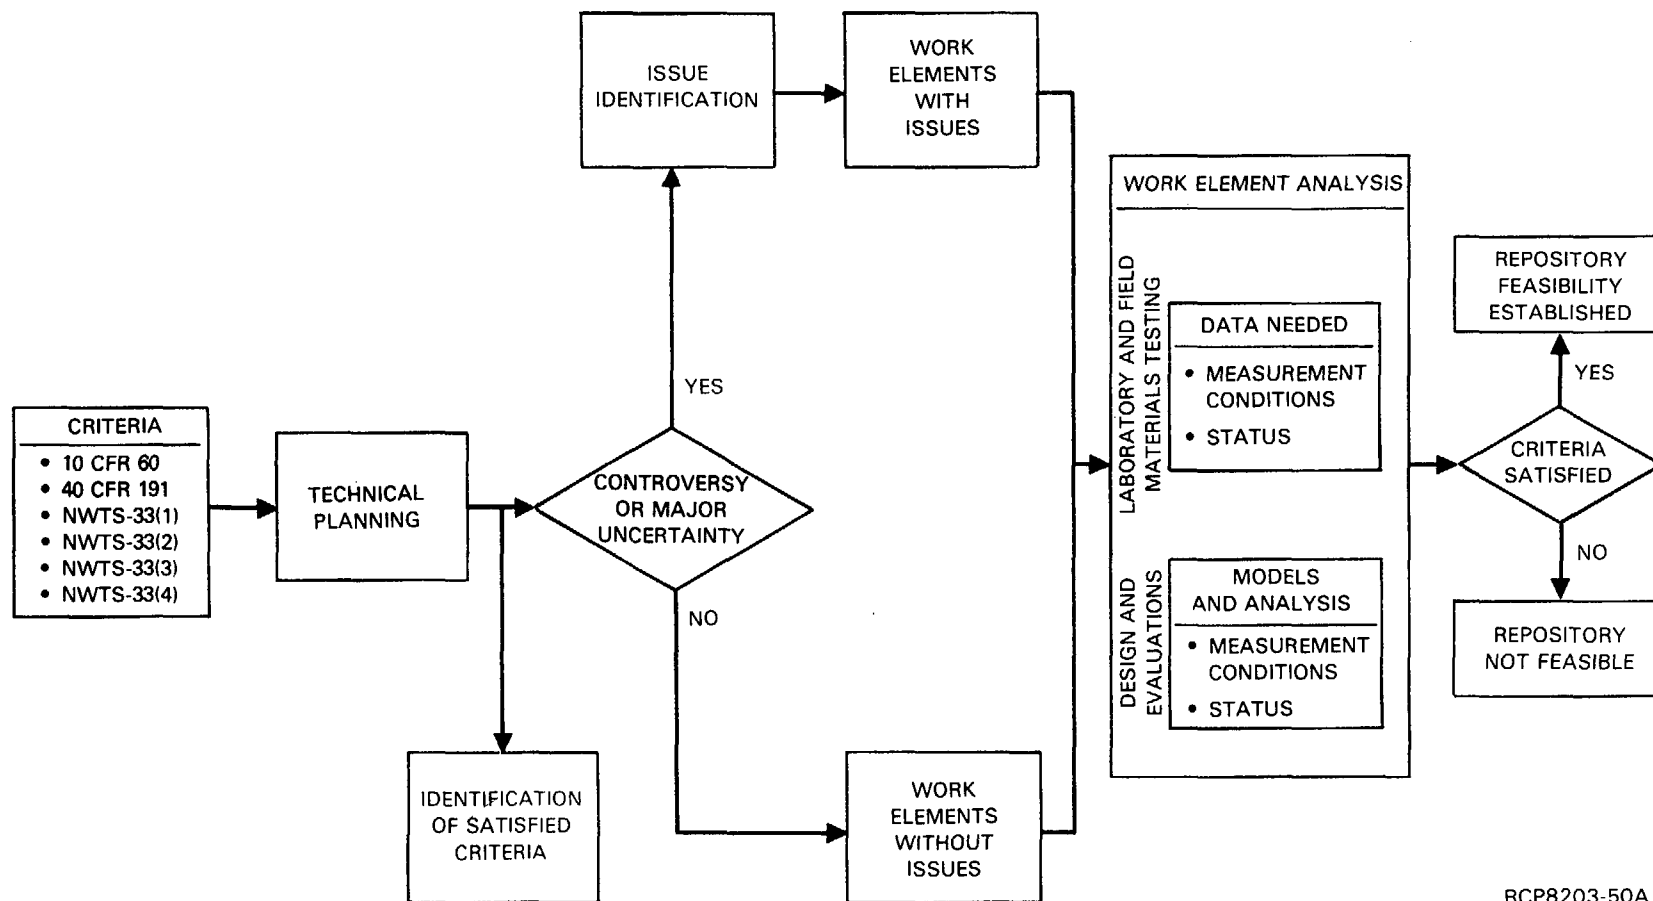 CRITERIA
• 10 CFR 60
• 40 CFR 191
• NWTS-33(1)
• NWTS-33(2)
• NWTS-33(3)
• NWTS-33(4)
TECHNICAL
PLANNING
IDENTIFICATION
OF SATISFIED
CRITERIA
CONTROVERSY
OR MAJOR
UNCERTAINTY
YES
NO
ISSUE
IDENTIFICATION
WORK
ELEMENTS
WITH
ISSUES
WORK
ELEMENTS
WITHOUT
ISSUES
WORK ELEMENT ANALYSIS
LABORATORY AND FIELD
MATERIALS TESTING
DATA NEEDED
• MEASUREMENT
CONDITIONS
• STATUS
DESIGN AND
EVALUATIONS
MODELS
AND ANALYSIS
• MEASUREMENT
CONDITIONS
• STATUS
CRITERIA
SATISFIED
YES
REPOSITORY
FEASIBILITY
ESTABLISHED
NO
REPOSITORY
NOT FEASIBLE
RCP8203-50A